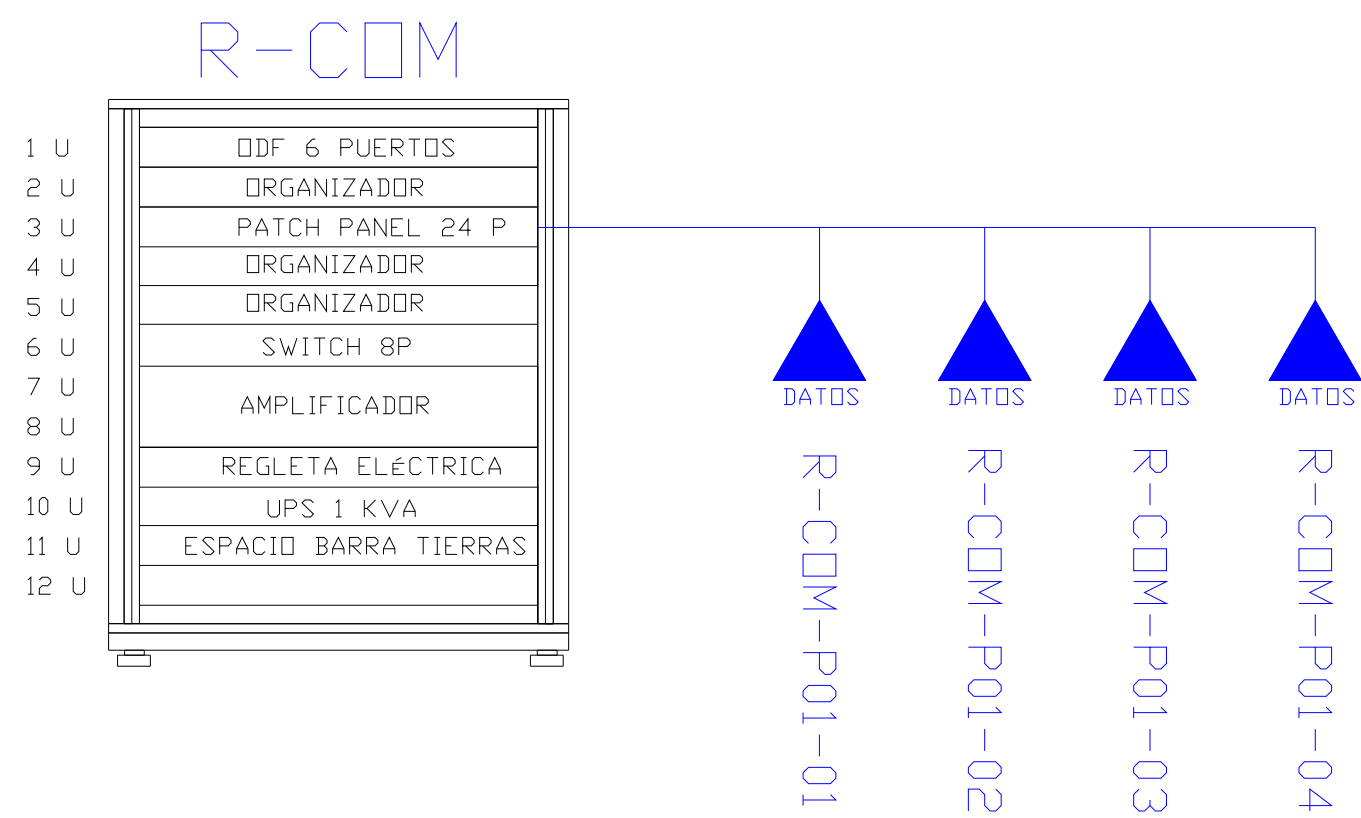 R-COM
1 U ODF 6 PUERTOS
2 U ORGANIZADOR
3 U PATCH PANEL 24 P
4 U ORGANIZADOR
5 U ORGANIZADOR
6 U SWITCH 8P
7 U
AMPLIFICADOR
8 U
9 U REGLETA ELéCTRICA
10 U UPS 1 KVA
11 U ESPACIO BARRA TIERRAS
12 U
DATOS
DATOS
DATOS
DATOS
R-COM-P01-01
R-COM-P01-02
R-COM-P01-03
R-COM-P01-04